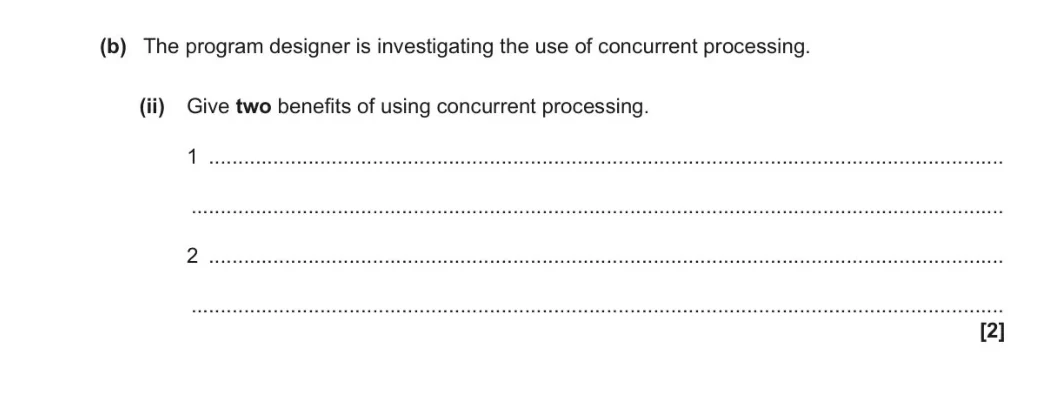 (b) The program designer is investigating the use of concurrent processing.
(ii) Give two benefits of using concurrent processing.
1 ........................................................................................................................................
........................................................................................................................................
2 ........................................................................................................................................
........................................................................................................................................
[2]